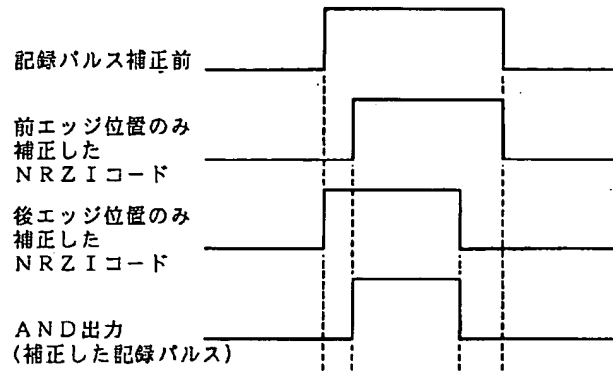 記録パルス補正前
前エッジ位置のみ
補正した
NRZIコード
後エッジ位置のみ
補正した
NRZIコード
AND出力
(補正した記録パルス)